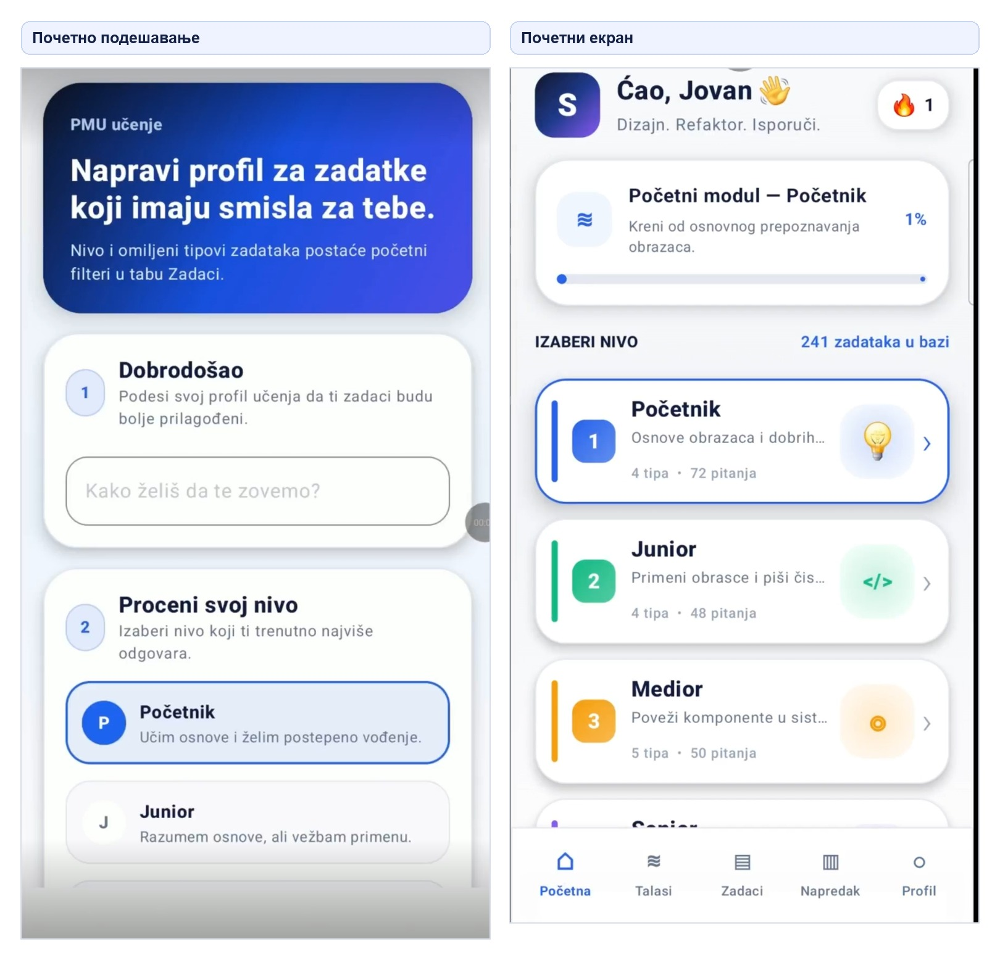 Почетно подешавање
PMU učenje
Napravi profil za zadatke
koji imaju smisla za tebe.
Nivo i omiljeni tipovi zadataka postaće početni
filteri u tabu Zadaci.
1
Dobrodošao
Podesi svoj profil učenja da ti zadaci budu
bolje prilagođeni.
Kako želiš da te zovemo?
2
Proceni svoj nivo
Izaberi nivo koji ti trenutno najviše
odgovara.
P
Početnik
Učim osnove i želim postepeno vođenje.
J
Junior
Razumem osnove, ali vežbam primenu.
Почетни екран
S
Ćao, Jovan 👋
Dizajn. Refaktor. Isporuči.
🔥 1
Početni modul — Početnik
Kreni od osnovnog prepoznavanja
obrazaca.
1%
IZABERI NIVO
241 zadataka u bazi
1
Početnik
Osnove obrazaca i dobrih...
4 tipa • 72 pitanja
2
Junior
Primeni obrasce i piši čis...
4 tipa • 48 pitanja
</>
3
Medior
Poveži komponente u sist...
5 tipa • 50 pitanja
Početna
Talasi
Zadaci
Napredak
Profil